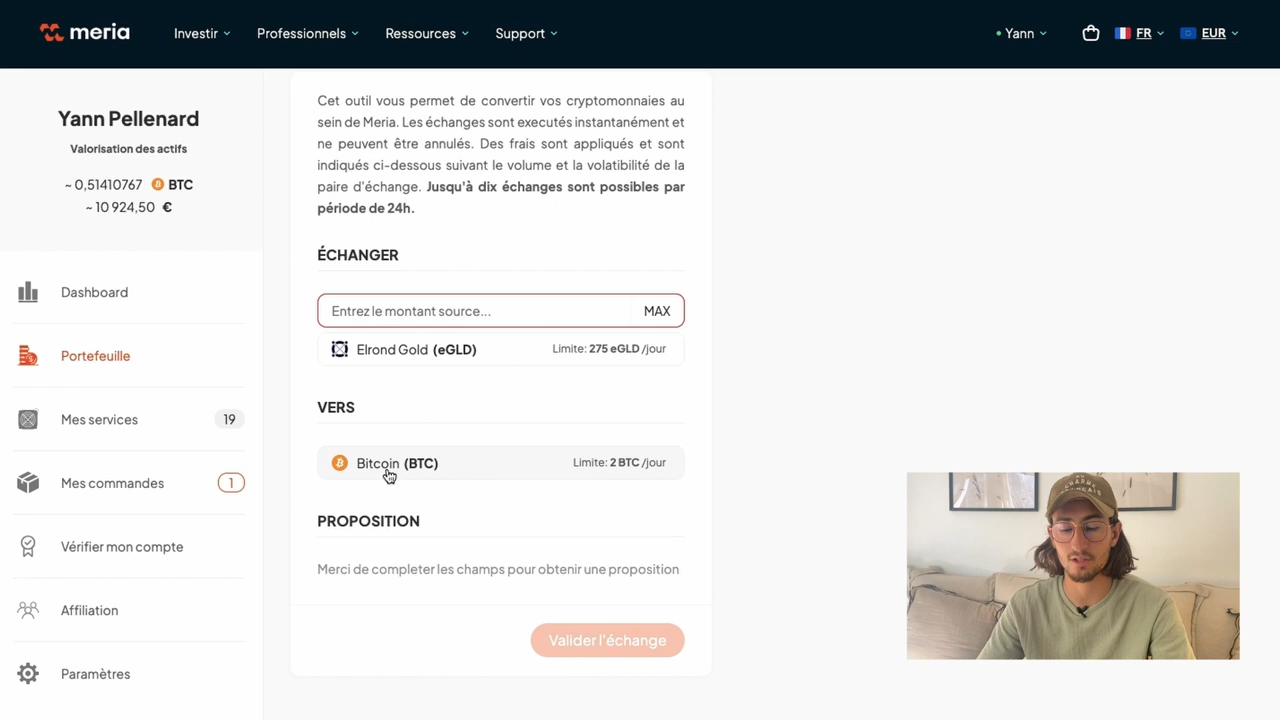 meria
Investir
Professionnels
Ressources
Support
Yann
FR
EUR
Yann Pellenard
Valorisation des actifs
~ 0,51410767 BTC
~ 10 924,50 €
Dashboard
Portefeuille
Mes services 19
Mes commandes 1
Vérifier mon compte
Affiliation
Paramètres
Cet outil vous permet de convertir vos cryptomonnaies au
sein de Meria. Les échanges sont executés instantanément et
ne peuvent être annulés. Des frais sont appliqués et sont
indiqués ci-dessous suivant le volume et la volatibilité de la
paire d'échange. Jusqu'à dix échanges sont possibles par
période de 24h.
ÉCHANGER
Entrez le montant source... MAX
Elrond Gold (eGLD) Limite: 275 eGLD /jour
VERS
Bitcoin (BTC) Limite: 2 BTC /jour
PROPOSITION
Merci de completer les champs pour obtenir une proposition
Valider l'échange